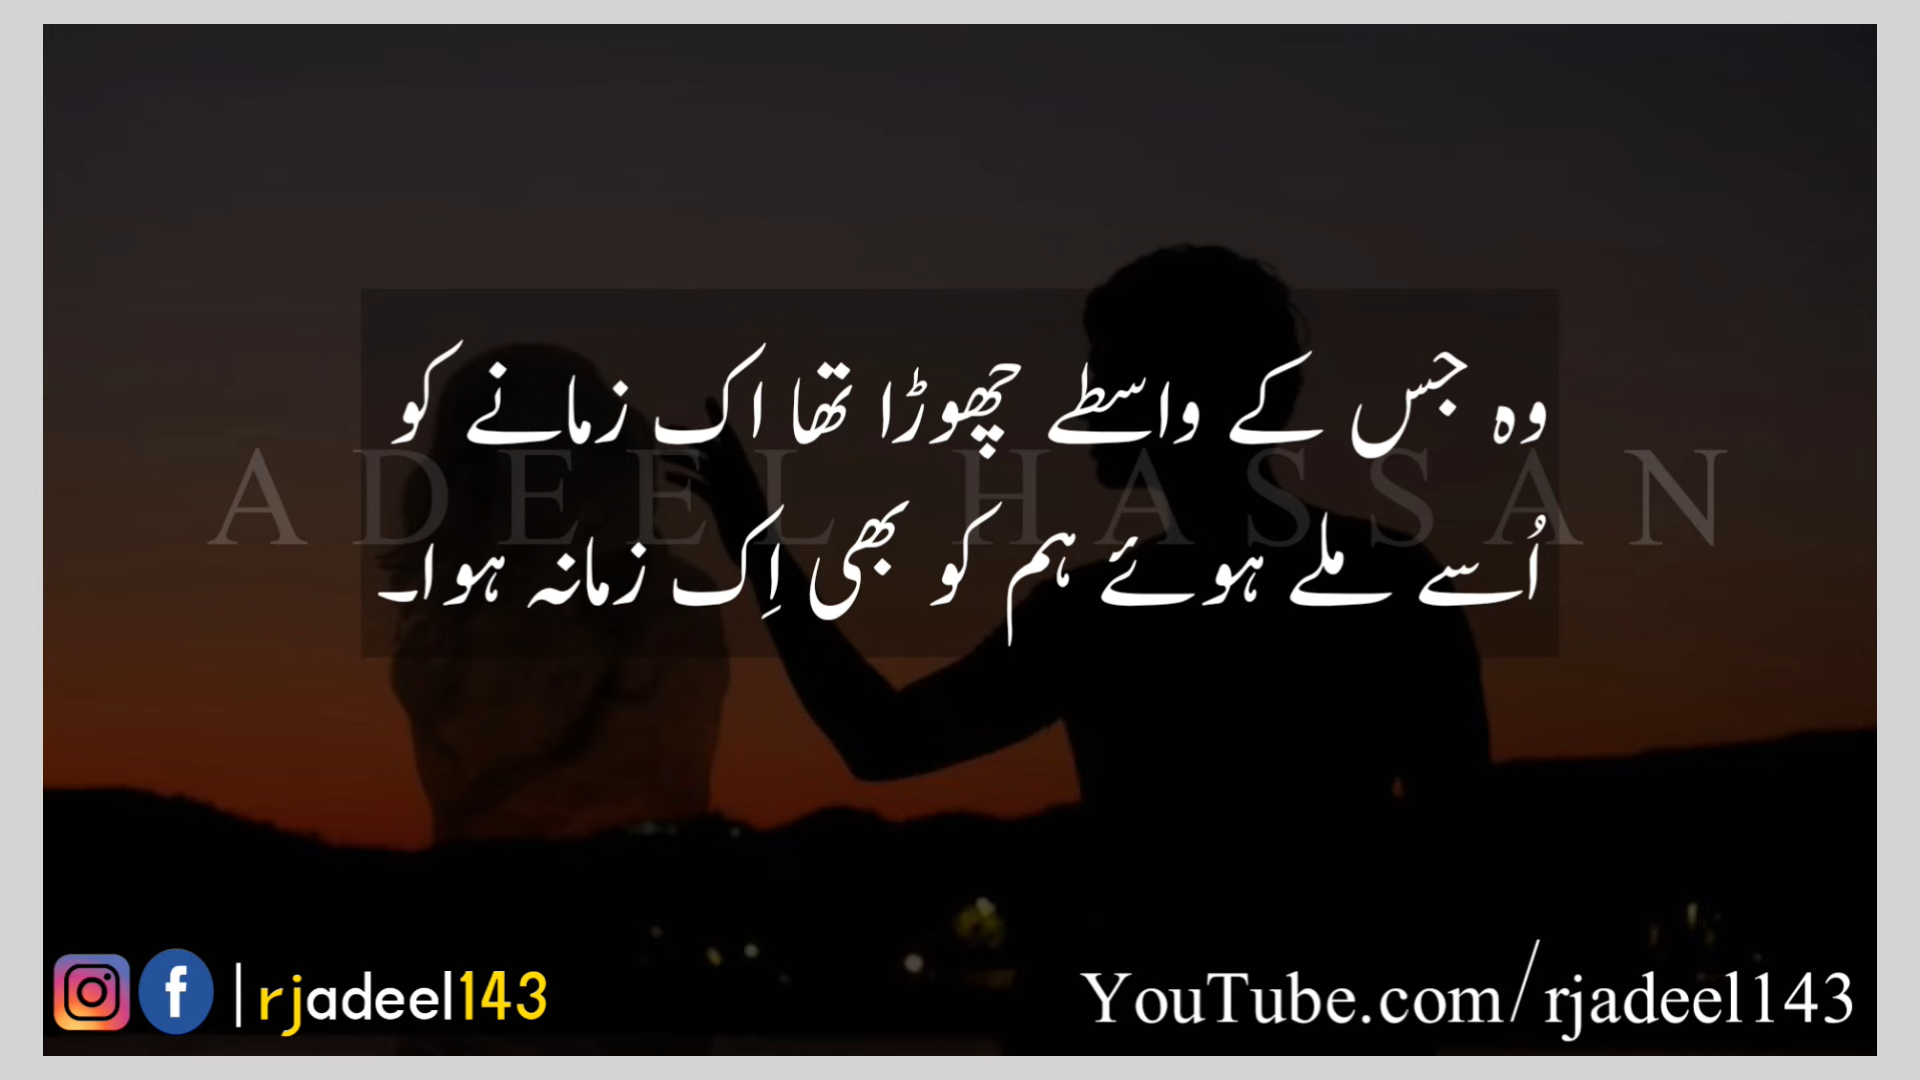 وہ جس کے واسطے چھوڑا تھا اک زمانے کو
ADEEL HASSAN
اُسے ملے ہوئے ہم کو بھی اِک زمانہ ہوا۔
|rjadeel143
YouTube.com/rjadeel143